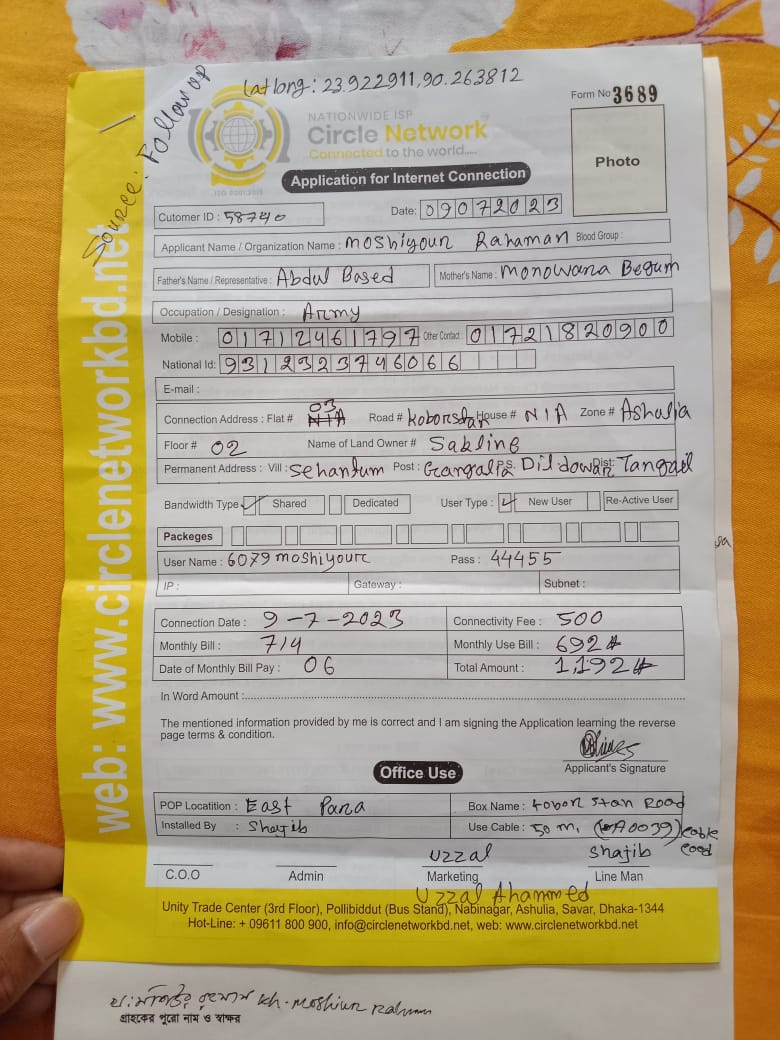 Lat long: 23.922911, 90.263812
Source: Follow up
Form No 3689
NATIONWIDE ISP
Circle Network
Connected to the world.....
ISO 9001:2015
Photo
Application for Internet Connection
Cutomer ID : 58740 Date: 09072023
Applicant Name / Organization Name : Moshiyour Rahaman Blood Group :
Father's Name / Representative : Abdul Based Mother's Name : Monowara Begum
Occupation / Designation : Army
Mobile : 01712461797 Other Contact : 01721820900
National Id: 9312323746066
E-mail :
Connection Address : Flat # N/A 03 Road # Koborstan House # N/A Zone # Ashulia
Floor # 02 Name of Land Owner # Sakline
Permanent Address : Vill : Sehantum Post : P.S: Dist: Tangail
Bandwidth Type Shared Dedicated User Type : New User Re-Active User
Packeges
User Name : 6079moshiyour Pass : 44455
IP : Gateway : Subnet :
Connection Date : 9-7-2023 Connectivity Fee : 500
Monthly Bill : 714 Monthly Use Bill : 692
Date of Monthly Bill Pay : 06 Total Amount : 1,192
In Word Amount :
The mentioned information provided by me is correct and I am signing the Application learning the reverse
page terms & condition.
Applicant's Signature
Office Use
POP Locatition : East Para Box Name : Kobor Stan Road
Installed By : Shajib Use Cable : 50 m, (A0039) cable
Uzzal Shajib
C.O.O Admin Marketing Line Man
Uzzal Ahammed
Unity Trade Center (3rd Floor), Pollibiddut (Bus Stand), Nabinagar, Ashulia, Savar, Dhaka-1344
Hot-Line: + 09611 800 900, info@circlenetworkbd.net, web: www.circlenetworkbd.net
web: www.circlenetworkbd.net
Kh. Moshiur Rahman
গ্রাহকের পুরো নাম ও স্বাক্ষর